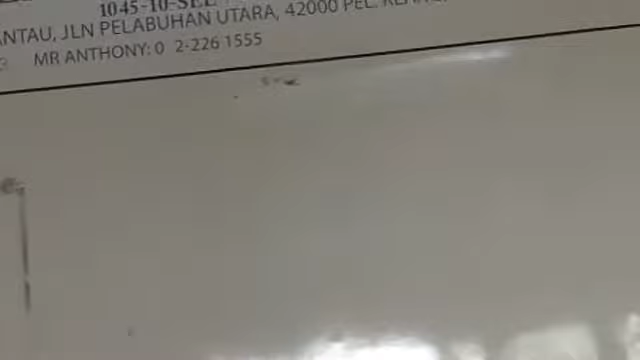 1045-10-SEL
ANTAU, JLN PELABUHAN UTARA, 42000 PEL.
MR ANTHONY: 0 2-226 1555